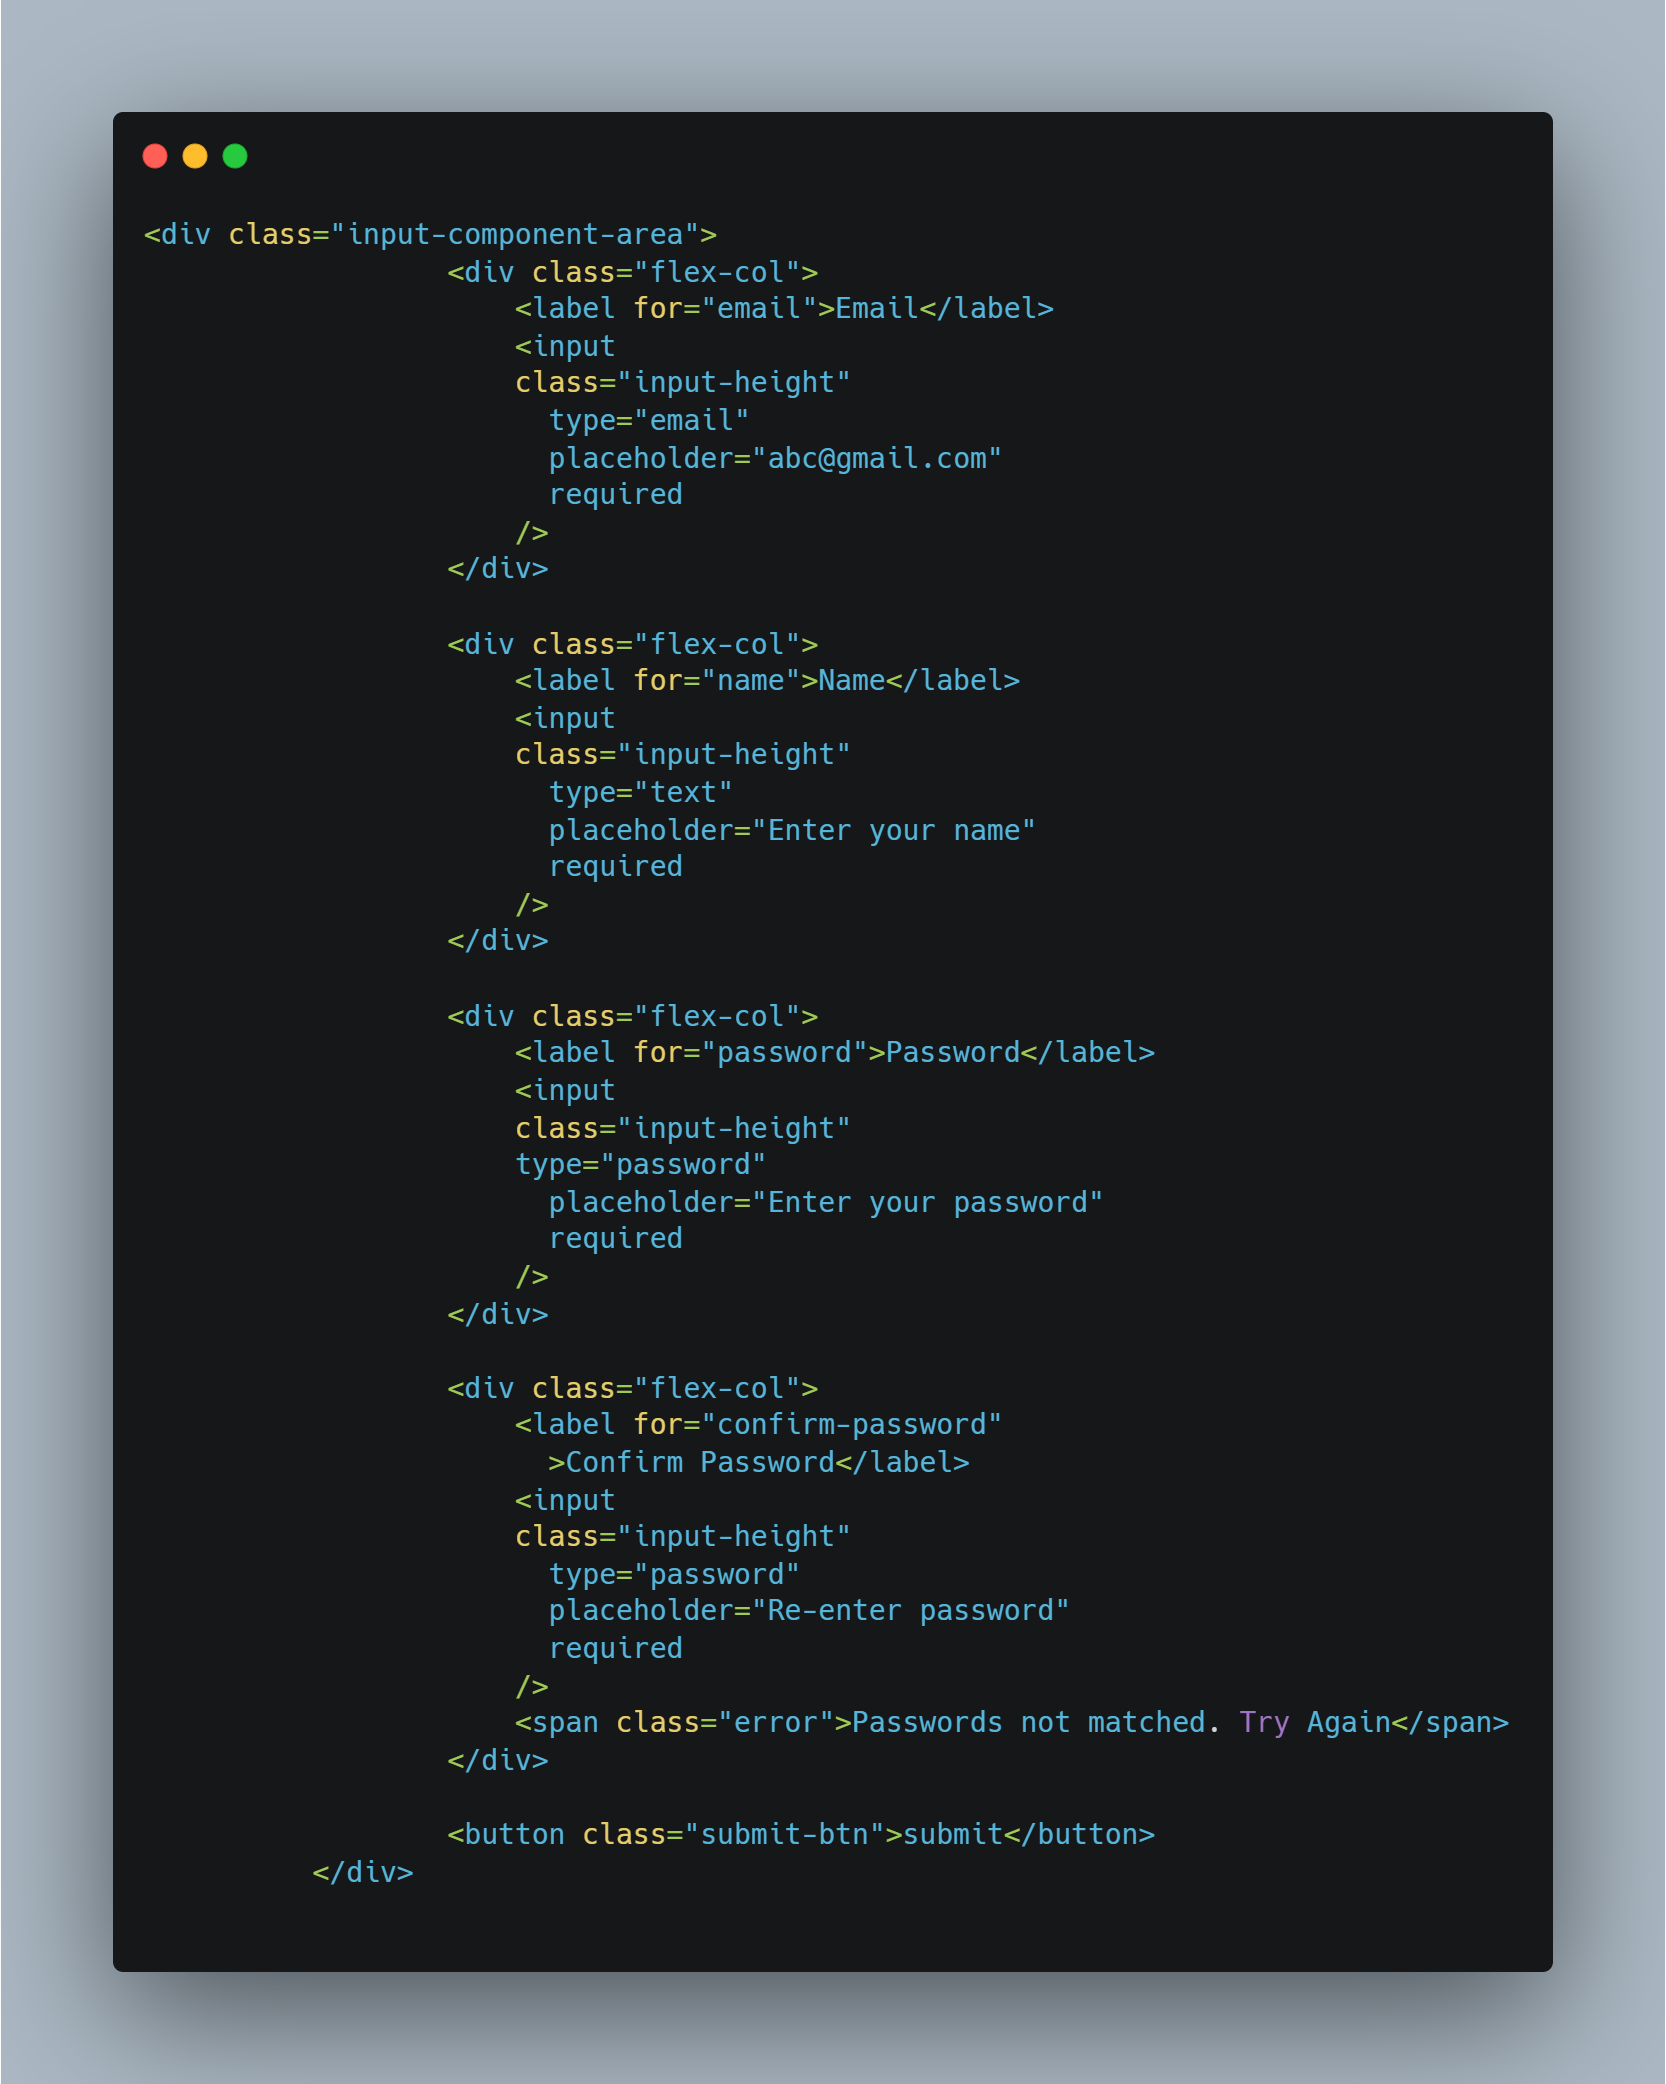 <div class="input-component-area">
                  <div class="flex-col">
                      <label for="email">Email</label>
                      <input
                      class="input-height"
                        type="email"
                        placeholder="abc@gmail.com"
                        required
                      />
                  </div>

                  <div class="flex-col">
                      <label for="name">Name</label>
                      <input
                      class="input-height"
                        type="text"
                        placeholder="Enter your name"
                        required
                      />
                  </div>

                  <div class="flex-col">
                      <label for="password">Password</label>
                      <input
                      class="input-height"
                      type="password"
                        placeholder="Enter your password"
                        required
                      />
                  </div>

                  <div class="flex-col">
                      <label for="confirm-password"
                        >Confirm Password</label>
                      <input
                      class="input-height"
                        type="password"
                        placeholder="Re-enter password"
                        required
                      />
                      <span class="error">Passwords not matched. Try Again</span>
                  </div>

                  <button class="submit-btn">submit</button>
          </div>